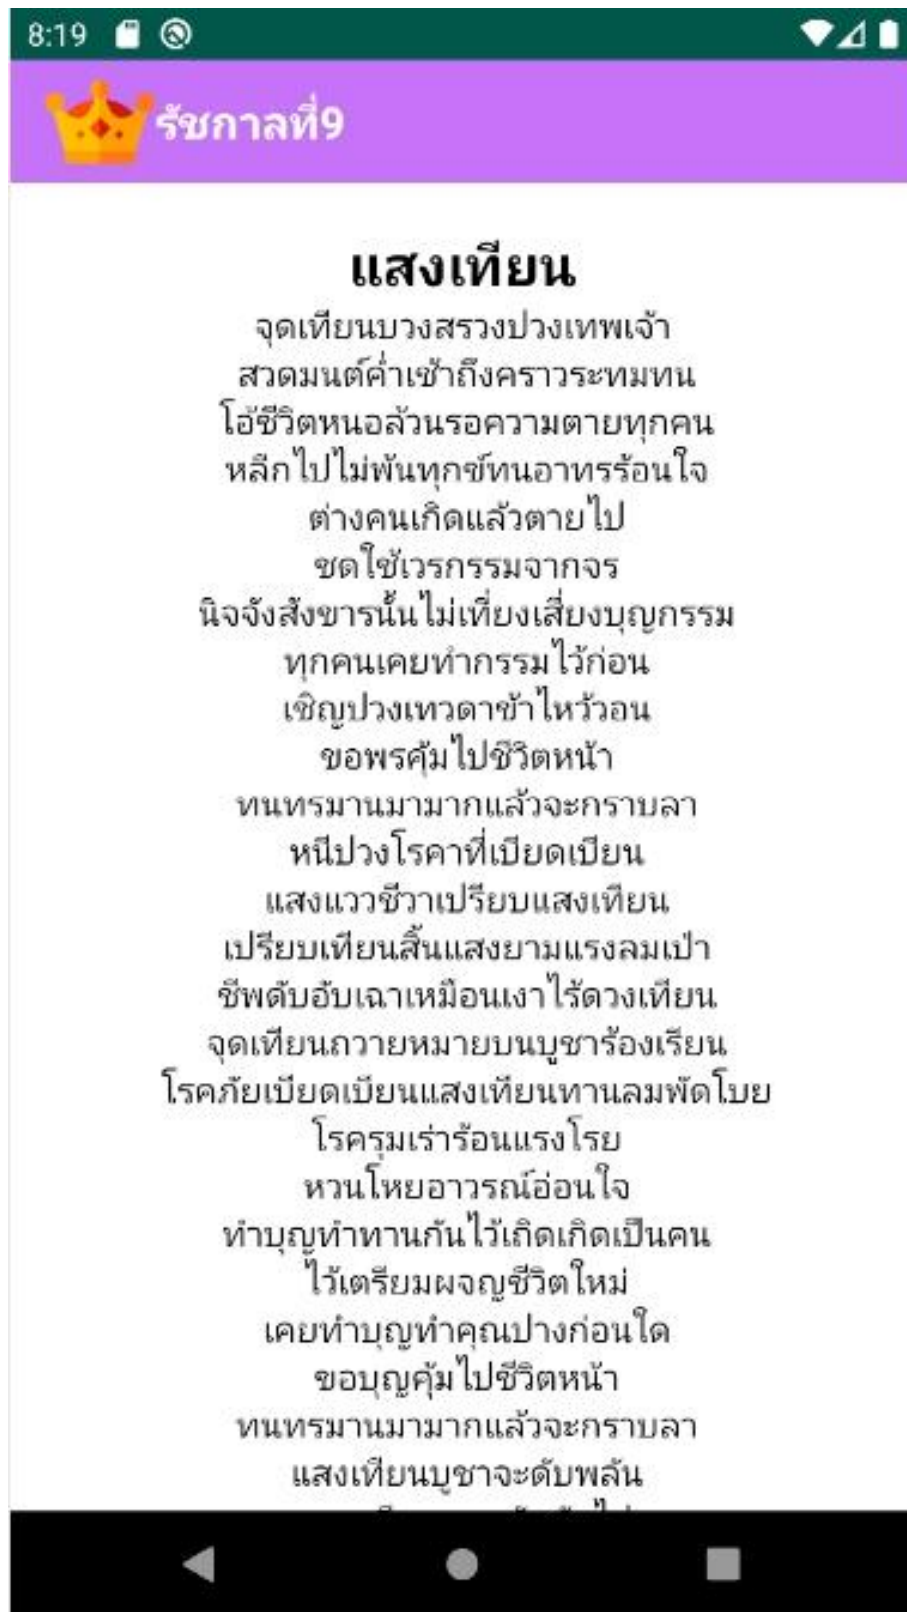 8:19
รัชกาลที่9
แสงเทียน
จุดเทียนบวงสรวงปวงเทพเจ้า
สวดมนต์ค่ำเช้าถึงคราวระทมทน
โอ้ชีวิตหนอล้วนรอความตายทุกคน
หลีกไปไม่พ้นทุกข์ทนอาทรร้อนใจ
ต่างคนเกิดแล้วตายไป
ชดใช้เวรกรรมจากจร
นิจจังสังขารนั้นไม่เที่ยงเสี่ยงบุญกรรม
ทุกคนเคยทำกรรมไว้ก่อน
เชิญปวงเทวดาข้าไหว้วอน
ขอพรคุ้มไปชีวิตหน้า
ทนทรมานมามากแล้วจะกราบลา
หนีปวงโรคาที่เบียดเบียน
แสงแววชีวาเปรียบแสงเทียน
เปรียบเทียนสิ้นแสงยามแรงลมเป่า
ชีพดับอับเฉาเหมือนเงาไร้ดวงเทียน
จุดเทียนถวายหมายบนบูชาร้องเรียน
โรคภัยเบียดเบียนแสงเทียนทานลมพัดโบย
โรครุมเร่าร้อนแรงโรย
หวนโหยอาวรณ์อ่อนใจ
ทำบุญทำทานกันไว้เถิดเกิดเป็นคน
ไว้เตรียมผจญชีวิตใหม่
เคยทำบุญทำคุณปางก่อนใด
ขอบุญคุ้มไปชีวิตหน้า
ทนทรมานมามากแล้วจะกราบลา
แสงเทียนบูชาจะดับพลัน